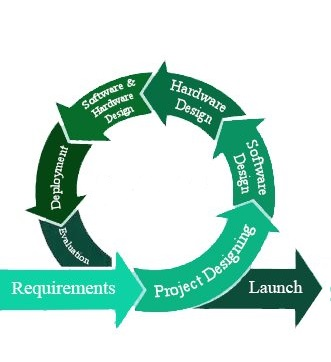 Requirements
Project Designing
Software
Design
Hardware
Design
Software &
Hardware
Design
Deployment
Evaluation
Launch